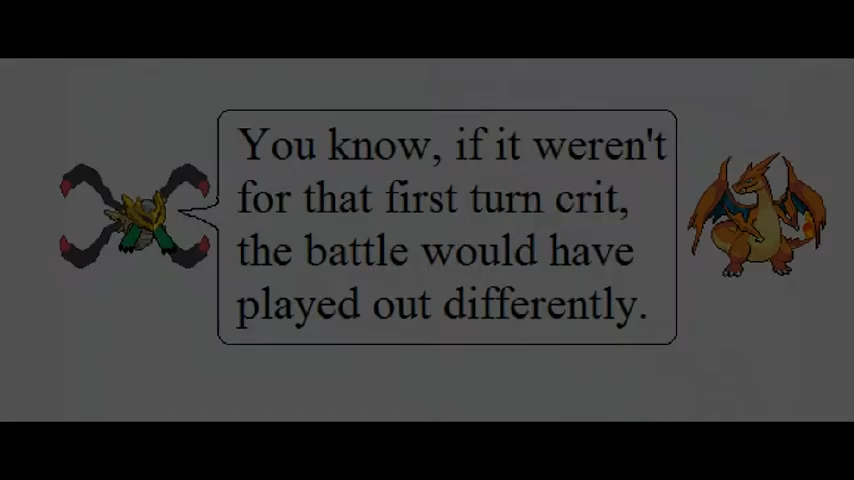 You know, if it weren't
for that first turn crit,
the battle would have
played out differently.